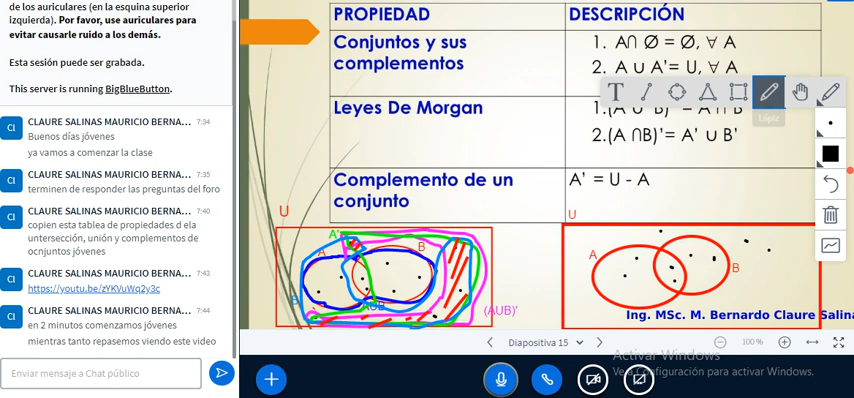 de los auriculares (en la esquina superior
izquierda). Por favor, use auriculares para
evitar causarle ruido a los demás.
Esta sesión puede ser grabada.
This server is running BigBlueButton.
Cl
CLAURE SALINAS MAURICIO BERNA... 7:34
Buenos días jóvenes
ya vamos a comenzar la clase
Cl
CLAURE SALINAS MAURICIO BERNA... 7:35
terminen de responder las preguntas del foro
Cl
CLAURE SALINAS MAURICIO BERNA... 7:40
copien esta tablea de propiedades d ela
untersección, unión y complementos de
ocnjuntos jóvenes
Cl
CLAURE SALINAS MAURICIO BERNA... 7:43
https://youtu.be/zYKVuWq2y3c
Cl
CLAURE SALINAS MAURICIO BERNA... 7:44
en 2 minutos comenzamos jóvenes
mientras tanto repasemos viendo este video
Enviar mensaje a Chat público
PROPIEDAD
DESCRIPCIÓN
Conjuntos y sus
complementos
1. A∩ Ø = Ø, ∀ A
2. A ∪ A'= U, ∀ A
T
Lápiz
Leyes De Morgan
2.(A ∩B)'= A' ∪ B'
Complemento de un
conjunto
A' = U - A
U
A'
A
B
B'
AUB
(AUB)'
U
A
B
Ing. MSc. M. Bernardo Claure Salina
Diapositiva 15
100 %
Activar Windows
Ve a Configuración para activar Windows.